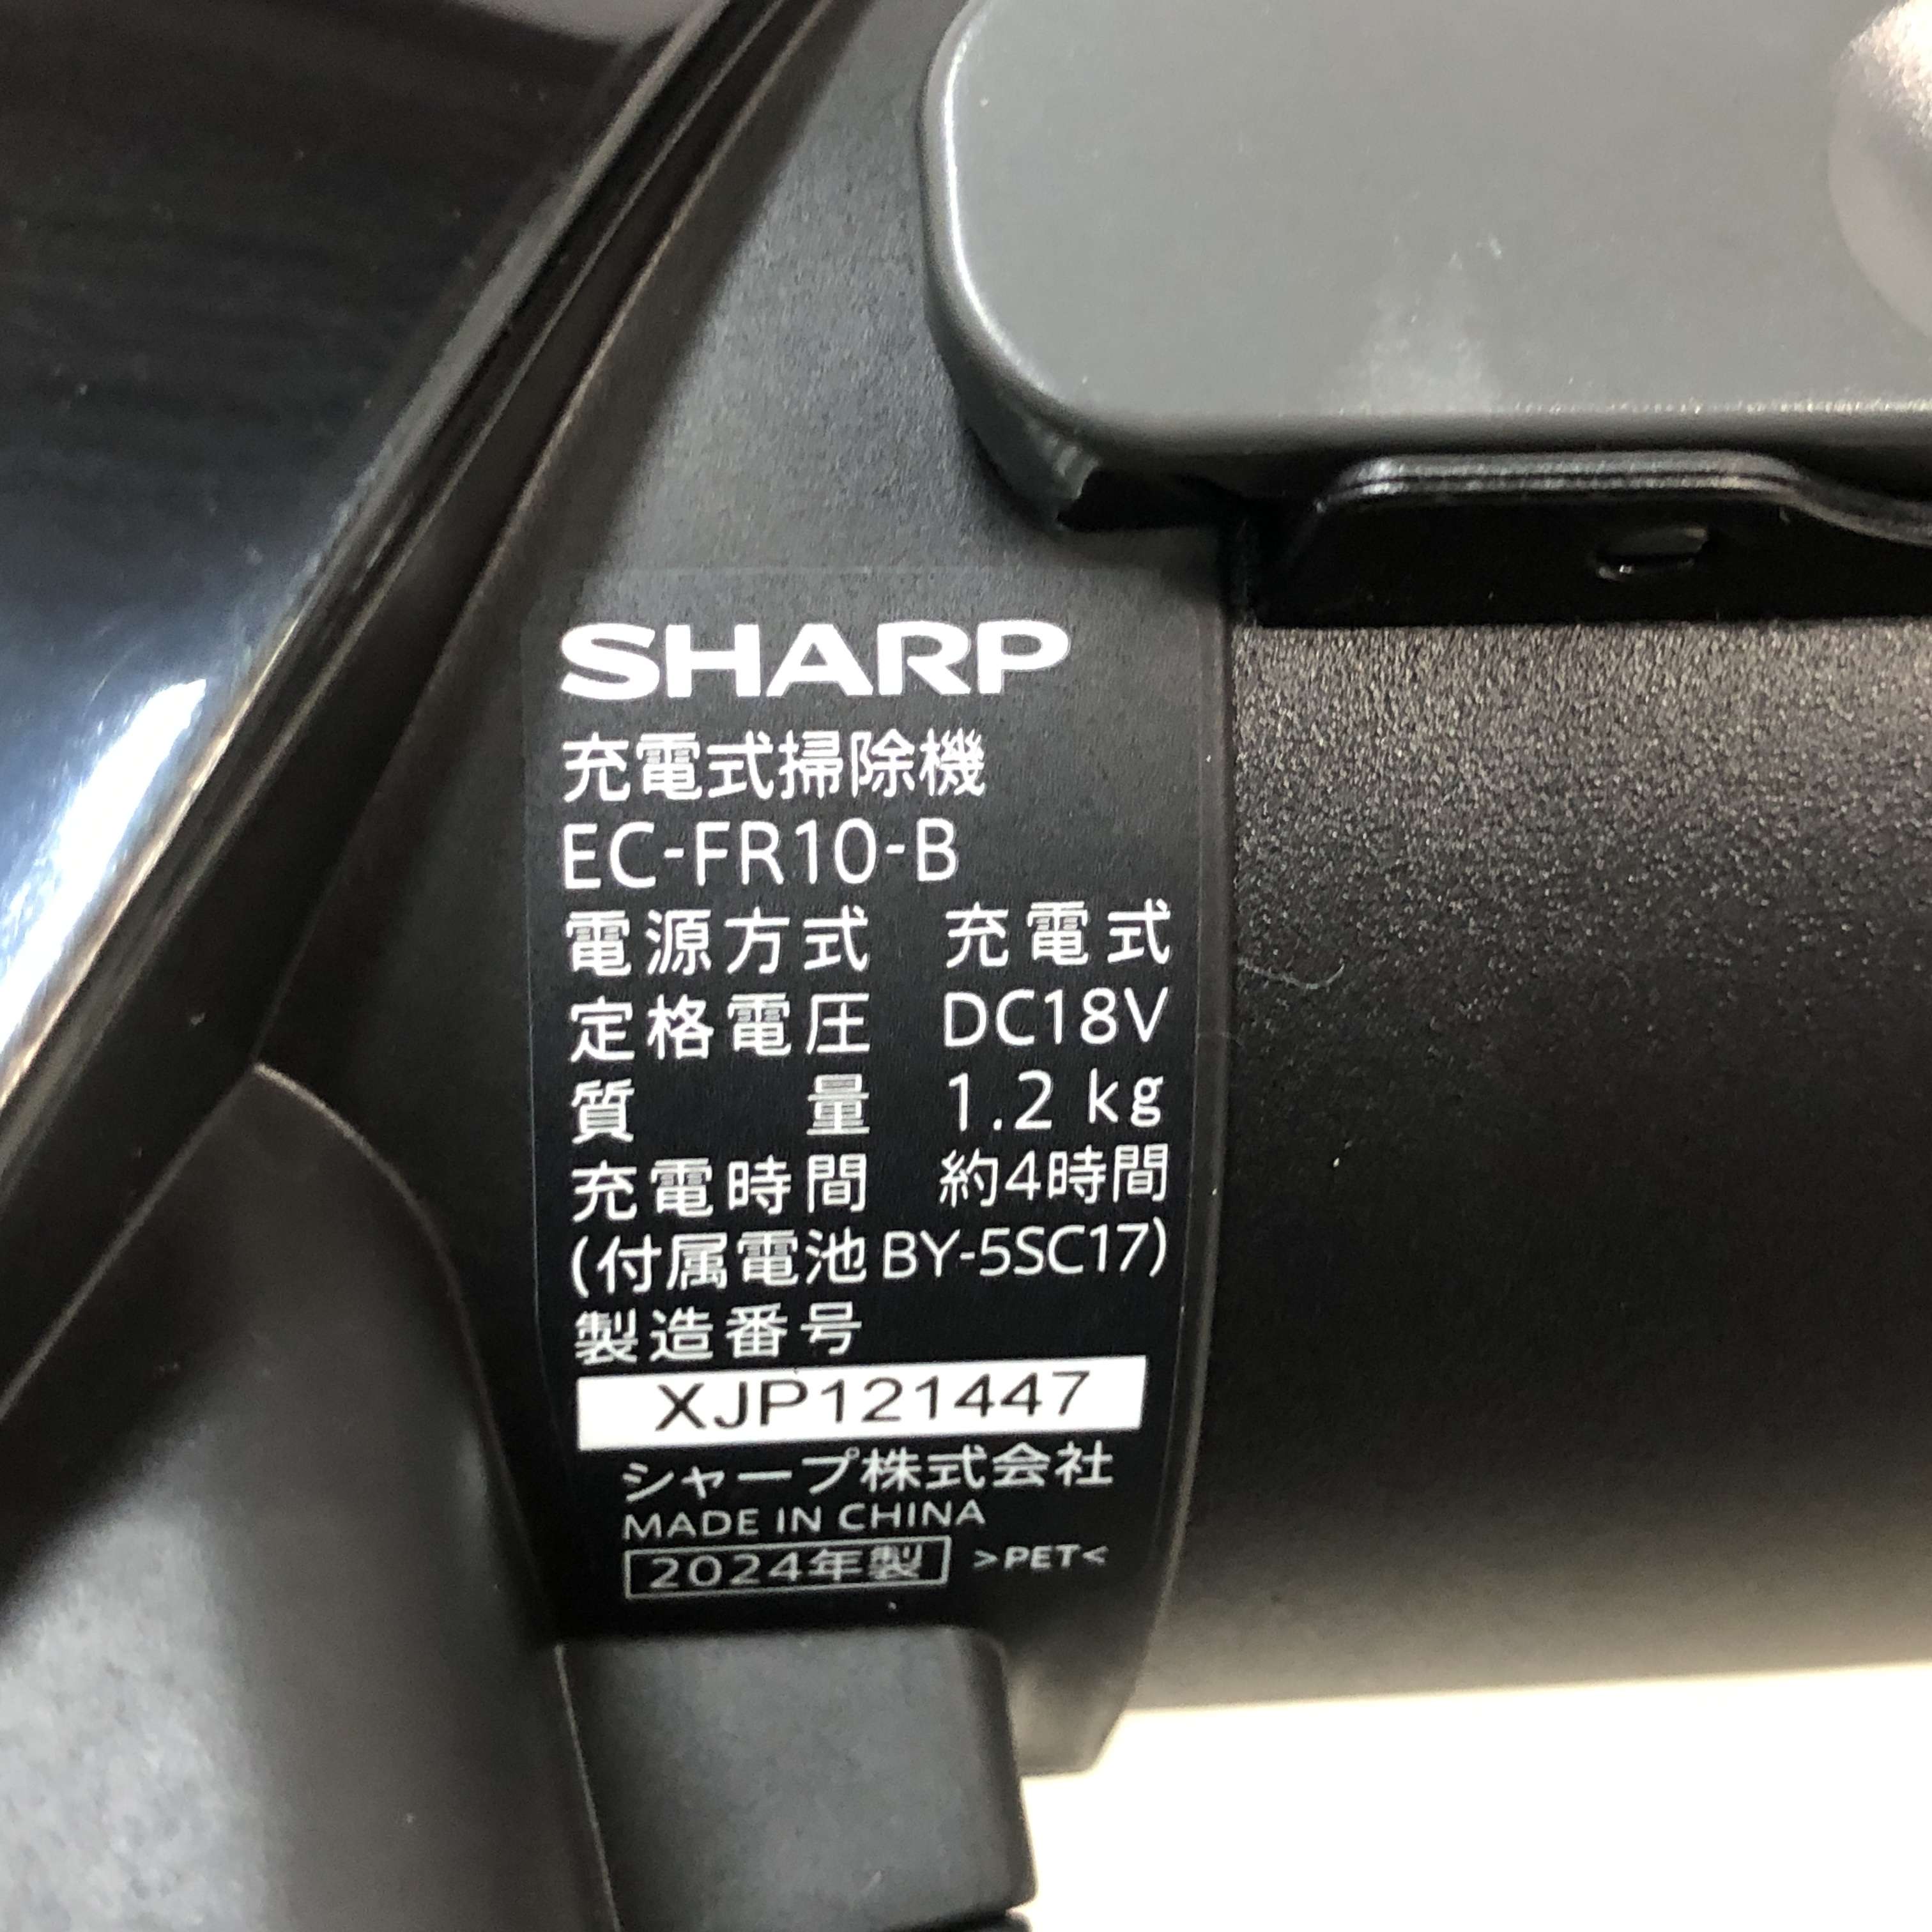 SHARP
充電式掃除機
EC-FR10-B
電源方式 充電式
定格電圧 DC18V
質量 1.2 kg
充電時間 約4時間
(付属電池 BY-5SC17)
製造番号
XJP121447
シャープ株式会社
MADE IN CHINA
2024年製 >PET<